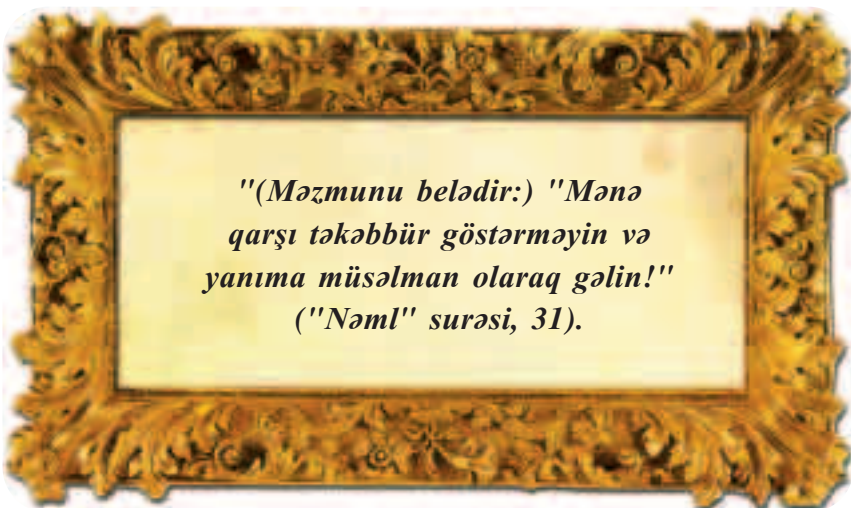 "(Məzmunu belədir:) "Mənə
qarşı təkəbbür göstərməyin və
yanıma müsəlman olaraq gəlin!"
("Nəml" surəsi, 31).